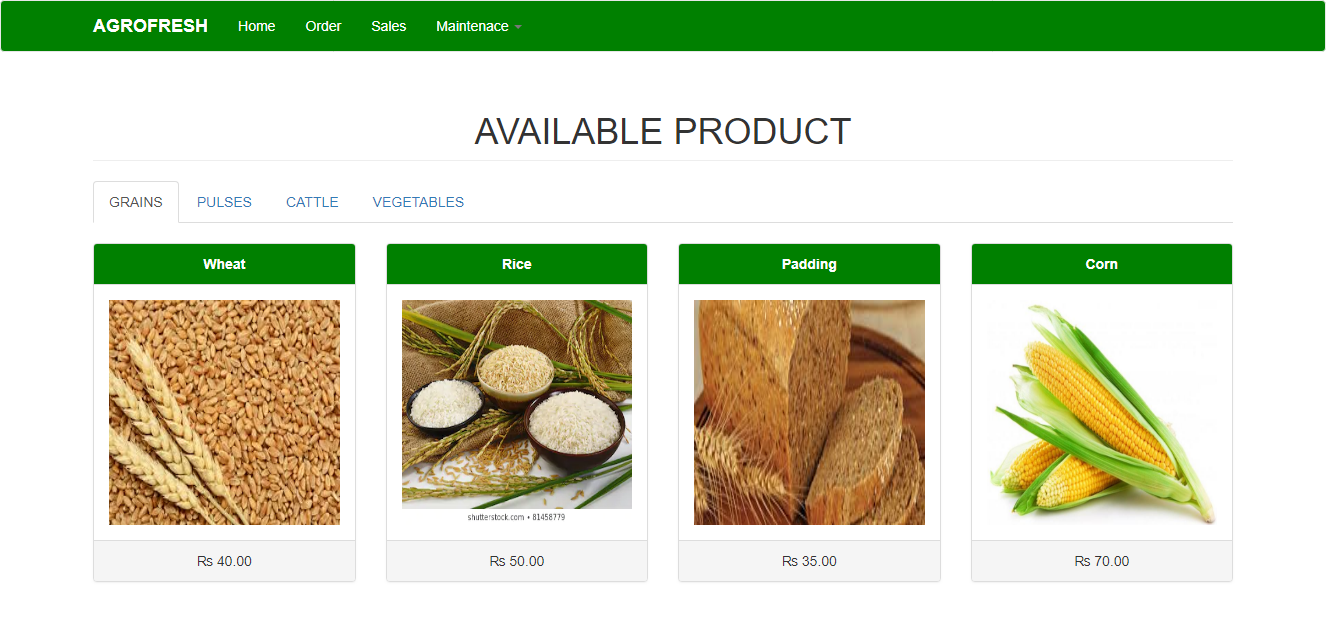 AGROFRESH Home Order Sales Maintenace
AVAILABLE PRODUCT
GRAINS PULSES CATTLE VEGETABLES
Wheat Rice Padding Corn
shutterstock.com • 81458779
Rs 40.00 Rs 50.00 Rs 35.00 Rs 70.00